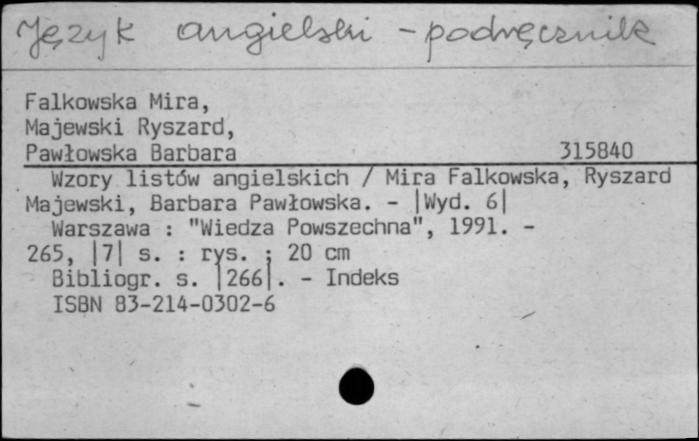 Język angielski - podręcznik
Falkowska Mira,
Majewski Ryszard,
Pawłowska Barbara 315840
Wzory listów angielskich / Mira Falkowska, Ryszard
Majewski, Barbara Pawłowska. - |Wyd. 6|
Warszawa : "Wiedza Powszechna", 1991. -
265, |7| s. : rys. ; 20 cm
Bibliogr. s. |266|. - Indeks
ISBN 83-214-0302-6